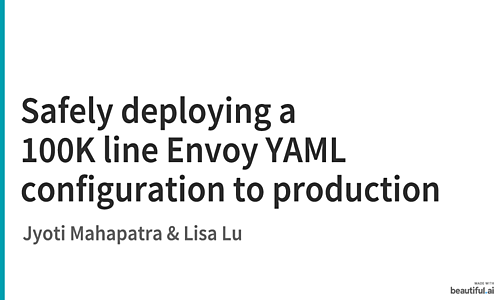 Safely deploying a
100K line Envoy YAML
configuration to production
Jyoti Mahapatra & Lisa Lu
MADE WITH
beautiful.ai